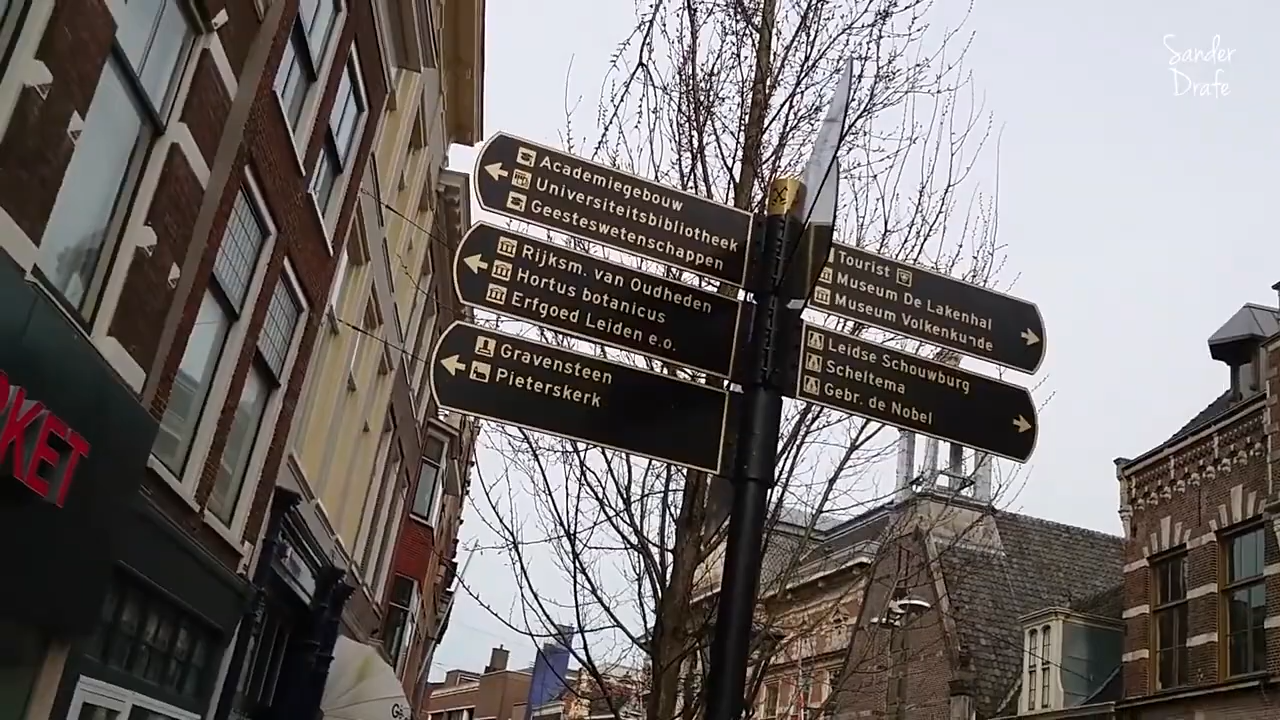 Sander
Drafe
Academiegebouw
Universiteitsbibliotheek
Geesteswetenschappen
Rijksm. van Oudheden
Hortus botanicus
Erfgoed Leiden e.o.
Gravensteen
Pieterskerk
Tourist
Museum De Lakenhal
Museum Volkenkunde
Leidse Schouwburg
Scheltema
Gebr. de Nobel
KET